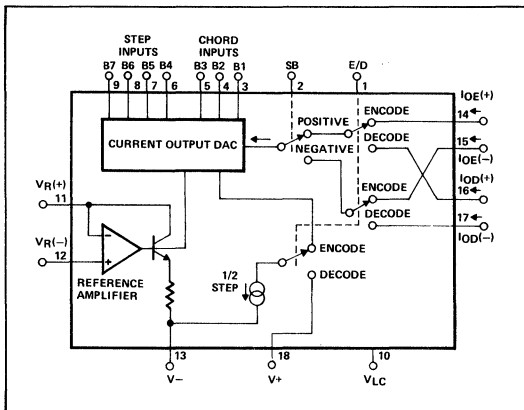 STEP INPUTS
CHORD INPUTS
B7 B6 B5 B4 B3 B2 B1 SB E/D
9 8 7 6 5 4 3 2 1
IOE(+)
ENCODE 14
POSITIVE
DECODE 15
CURRENT OUTPUT DAC
NEGATIVE
IOE(−)
IOD(+)
ENCODE 16
VR(+)
11
DECODE 17
IOD(−)
VR(−)
12
ENCODE
REFERENCE AMPLIFIER
1/2 STEP
DECODE
13 18 10
V− V+ VLC